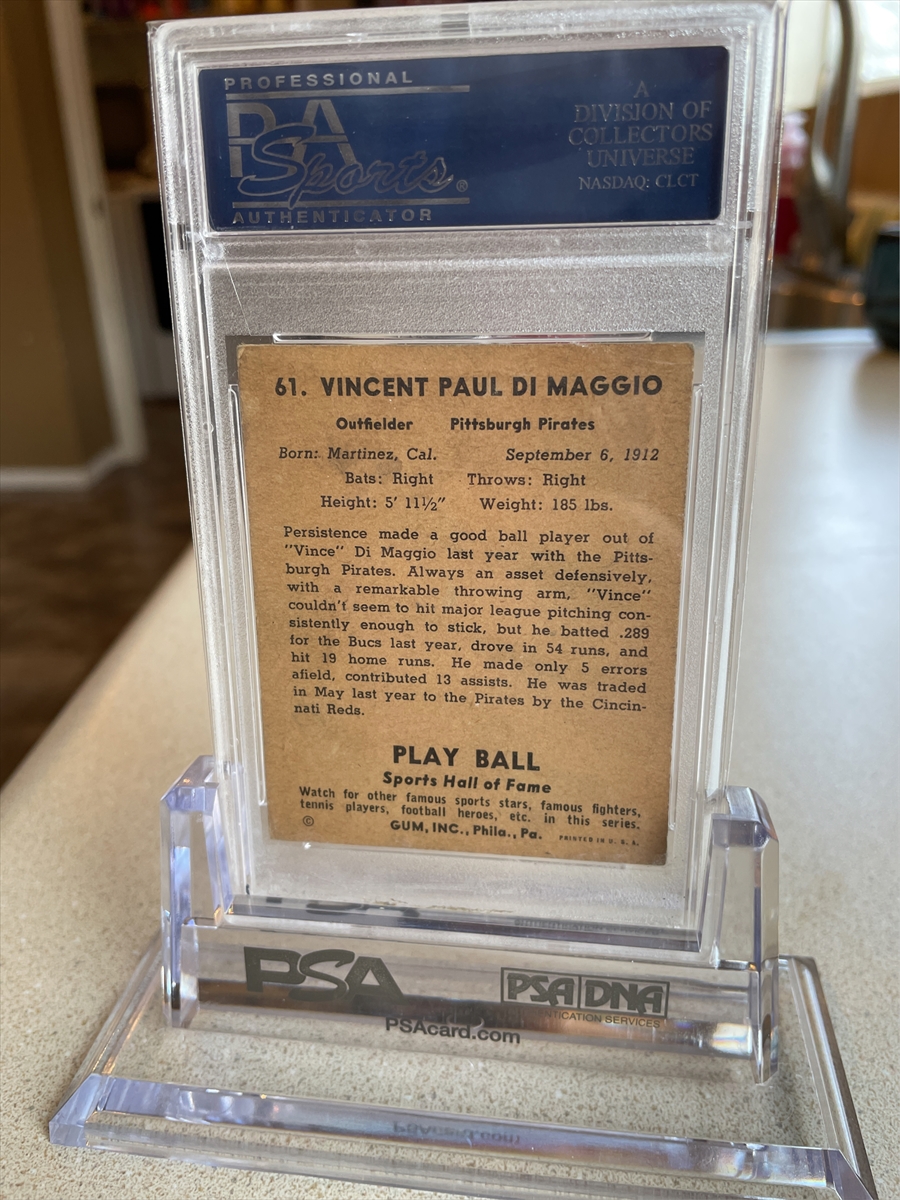 PROFESSIONAL
PSA
Sports®
AUTHENTICATOR
A
DIVISION OF
COLLECTORS
UNIVERSE
NASDAQ: CLCT
61. VINCENT PAUL DI MAGGIO
Outfielder Pittsburgh Pirates
Born: Martinez, Cal. September 6, 1912
Bats: Right Throws: Right
Height: 5' 11½" Weight: 185 lbs.
Persistence made a good ball player out of
"Vince" Di Maggio last year with the Pitts-
burgh Pirates. Always an asset defensively,
with a remarkable throwing arm, "Vince"
couldn't seem to hit major league pitching con-
sistently enough to stick, but he batted .289
for the Bucs last year, drove in 54 runs, and
hit 19 home runs. He made only 5 errors
afield, contributed 13 assists. He was traded
in May last year to the Pirates by the Cincin-
nati Reds.
PLAY BALL
Sports Hall of Fame
Watch for other famous sports stars, famous fighters,
tennis players, football heroes, etc. in this series.
© GUM, INC., Phila., Pa. PRINTED IN U. S. A.
PSA
PSA DNA
SERVICES
PSAcard.com